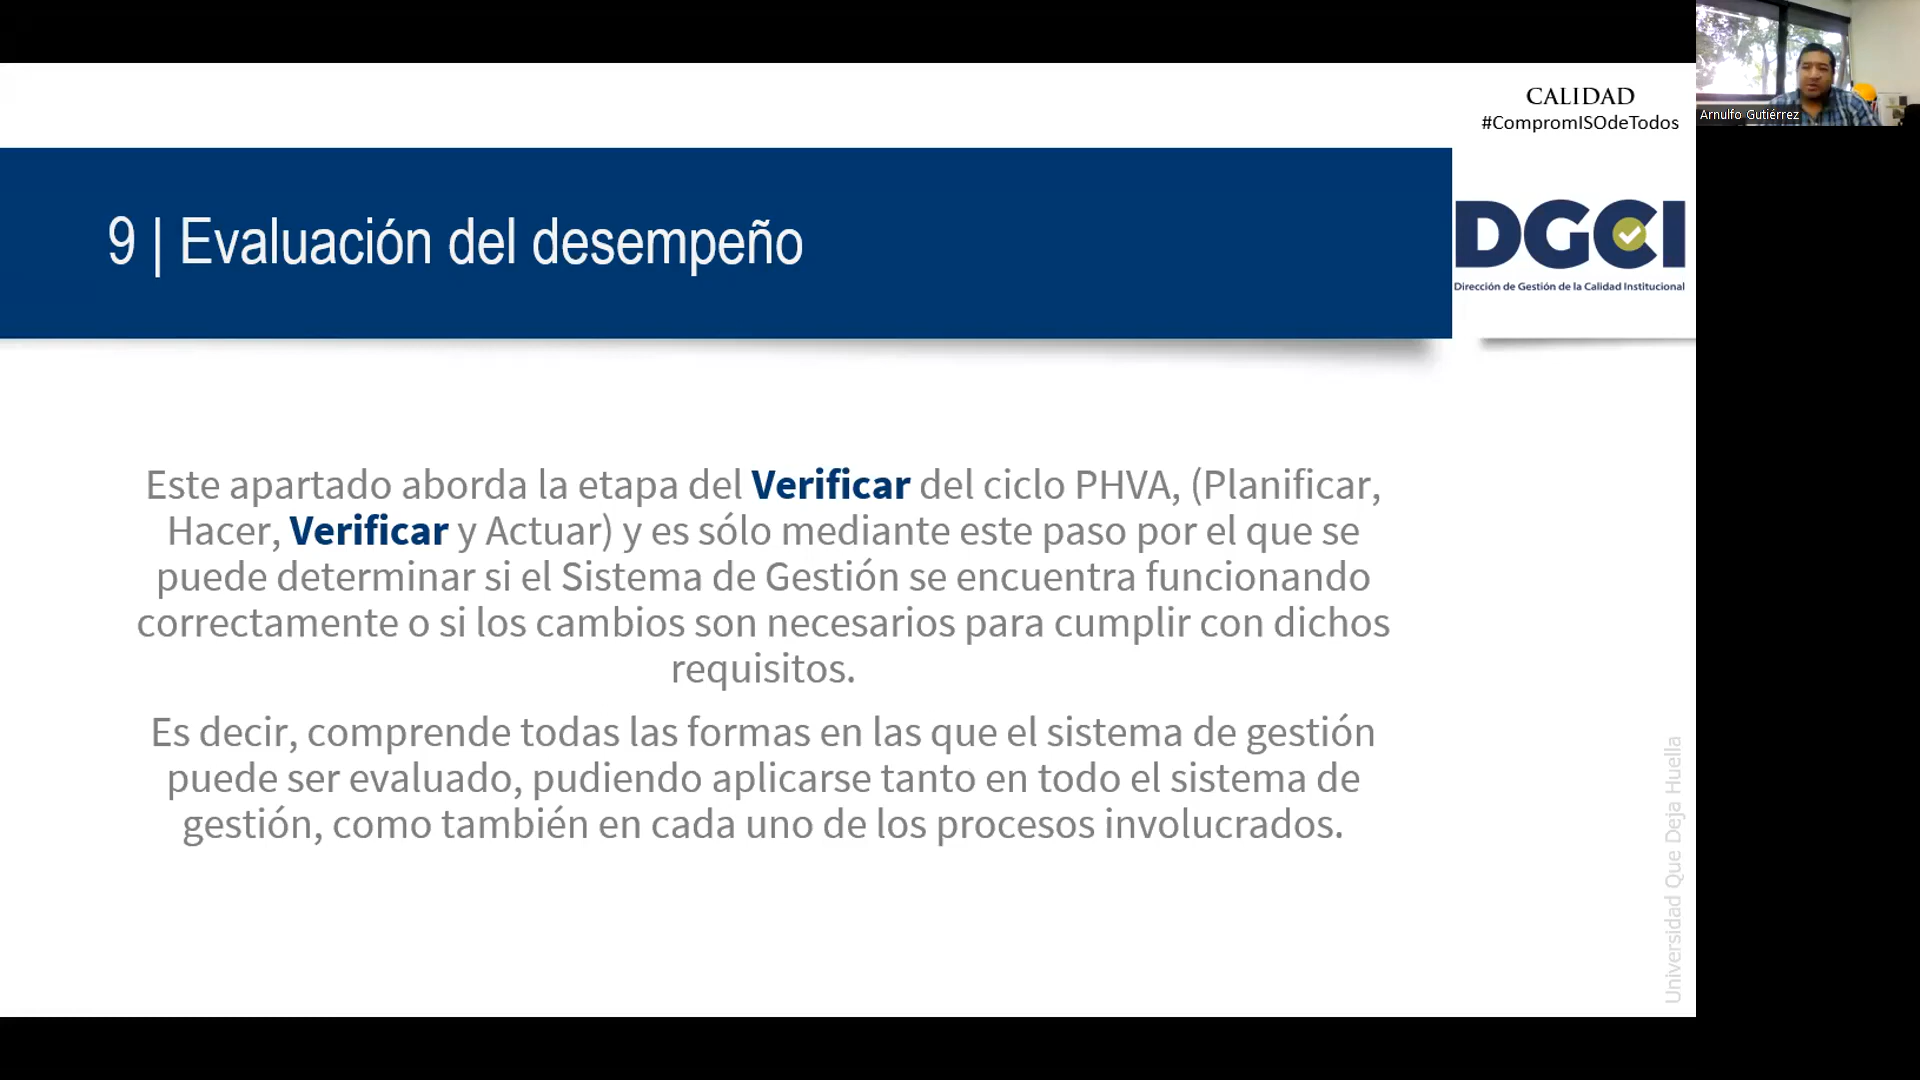 CALIDAD
#CompromISOdeTodos
Arnulfo Gutiérrez
9 | Evaluación del desempeño
DGCI
Dirección de Gestión de la Calidad Institucional
Este apartado aborda la etapa del Verificar del ciclo PHVA, (Planificar,
Hacer, Verificar y Actuar) y es sólo mediante este paso por el que se
puede determinar si el Sistema de Gestión se encuentra funcionando
correctamente o si los cambios son necesarios para cumplir con dichos
requisitos.
Es decir, comprende todas las formas en las que el sistema de gestión
puede ser evaluado, pudiendo aplicarse tanto en todo el sistema de
gestión, como también en cada uno de los procesos involucrados.
Universidad Que Deja Huella